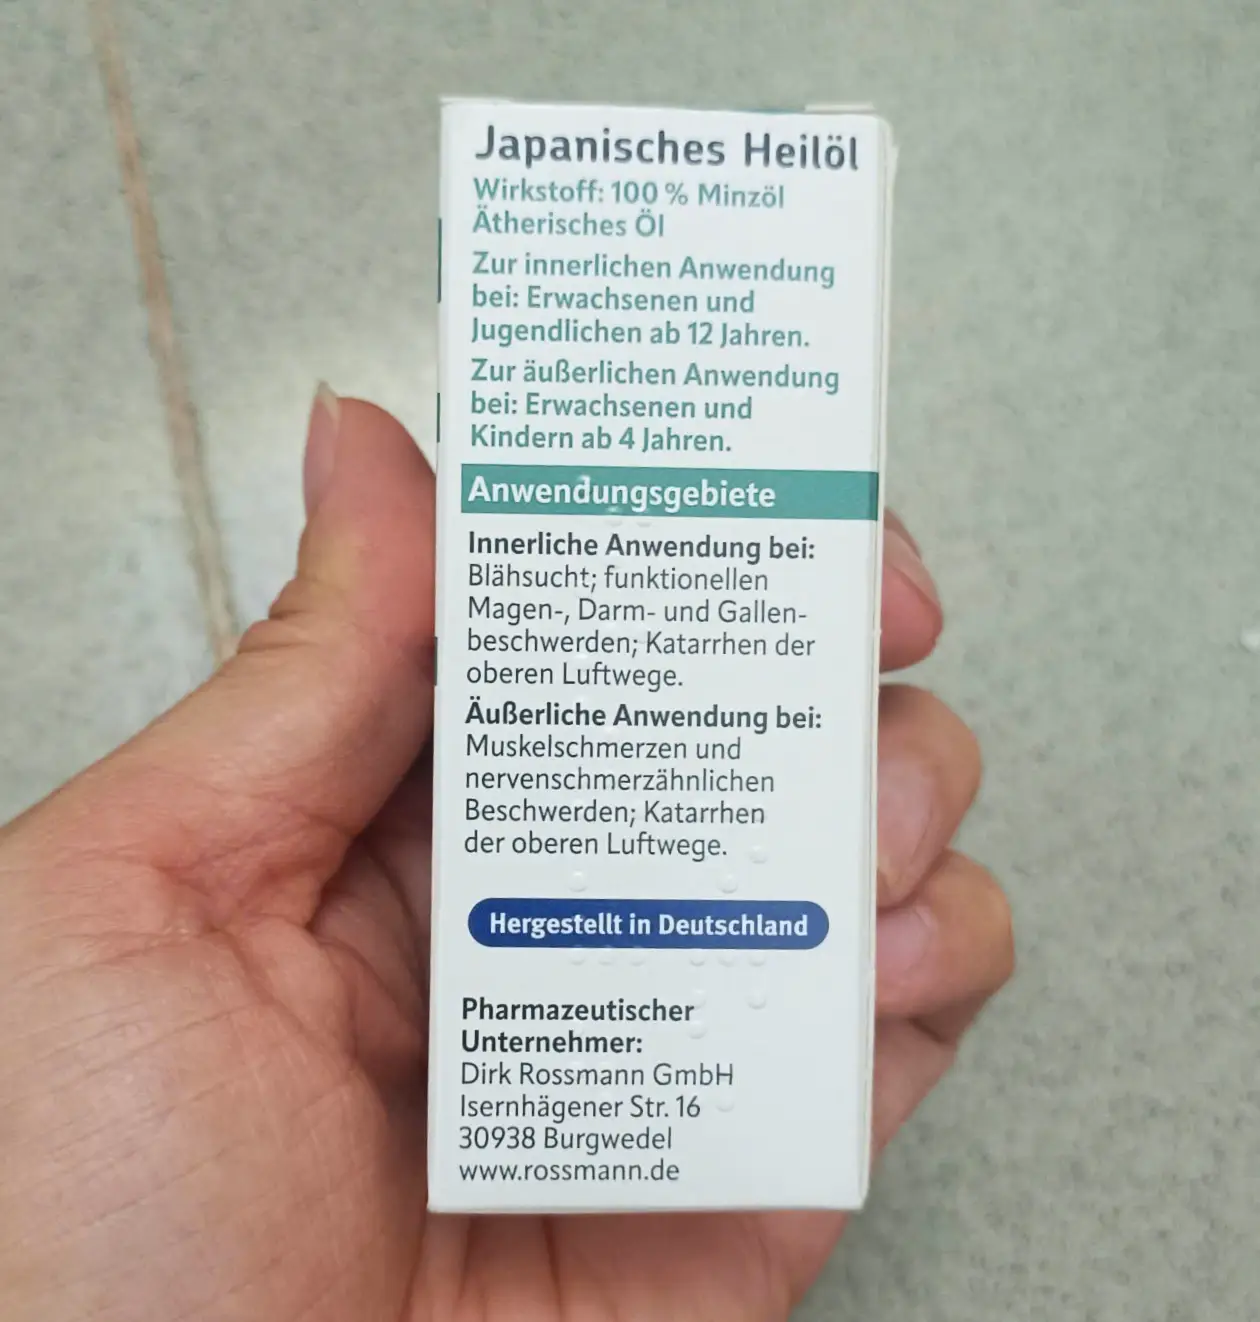 Japanisches Heilöl
Wirkstoff: 100 % Minzöl
Ätherisches Öl
Zur innerlichen Anwendung
bei: Erwachsenen und
Jugendlichen ab 12 Jahren.
Zur äußerlichen Anwendung
bei: Erwachsenen und
Kindern ab 4 Jahren.
Anwendungsgebiete
Innerliche Anwendung bei:
Blähsucht; funktionellen
Magen-, Darm- und Gallen-
beschwerden; Katarrhen der
oberen Luftwege.
Äußerliche Anwendung bei:
Muskelschmerzen und
nervenschmerzähnlichen
Beschwerden; Katarrhen
der oberen Luftwege.
Hergestellt in Deutschland
Pharmazeutischer
Unternehmer:
Dirk Rossmann GmbH
Isernhägener Str. 16
30938 Burgwedel
www.rossmann.de